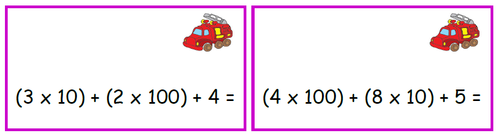 (3 x 10) + (2 x 100) + 4 =
(4 x 100) + (8 x 10) + 5 =